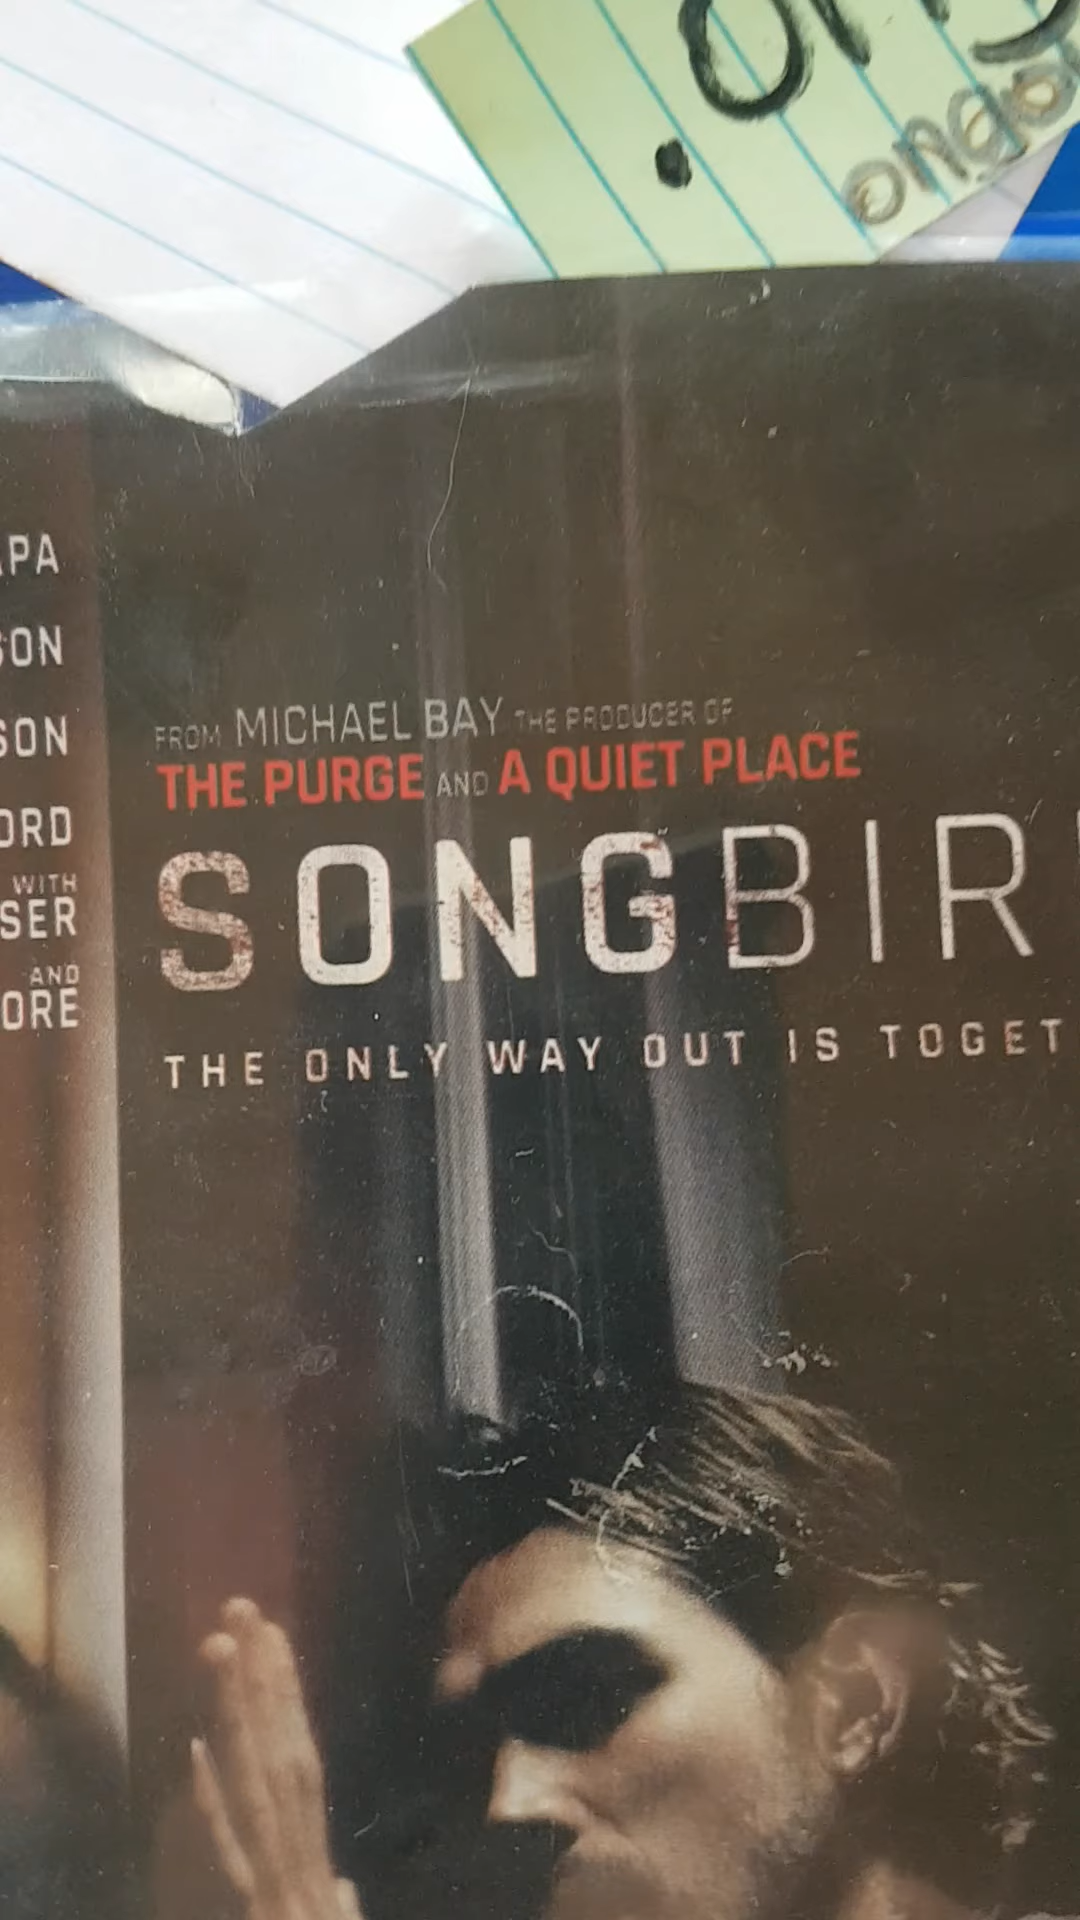 APA
SON
SON
ORD
WITH
SER
AND
ORE
FROM MICHAEL BAY THE PRODUCER OF
THE PURGE AND A QUIET PLACE
SONGBIR
THE ONLY WAY OUT IS TOGET